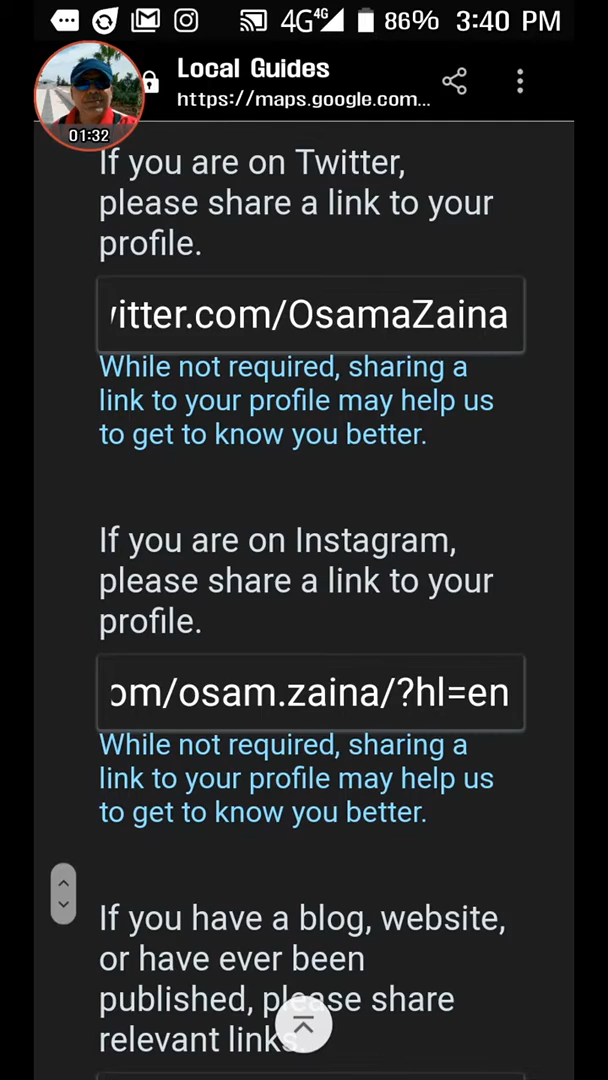 4G 4G 86% 3:40 PM
Local Guides
https://maps.google.com...
01:32
If you are on Twitter,
please share a link to your
profile.
itter.com/OsamaZaina
While not required, sharing a
link to your profile may help us
to get to know you better.
If you are on Instagram,
please share a link to your
profile.
om/osam.zaina/?hl=en
While not required, sharing a
link to your profile may help us
to get to know you better.
If you have a blog, website,
or have ever been
published, please share
relevant links.